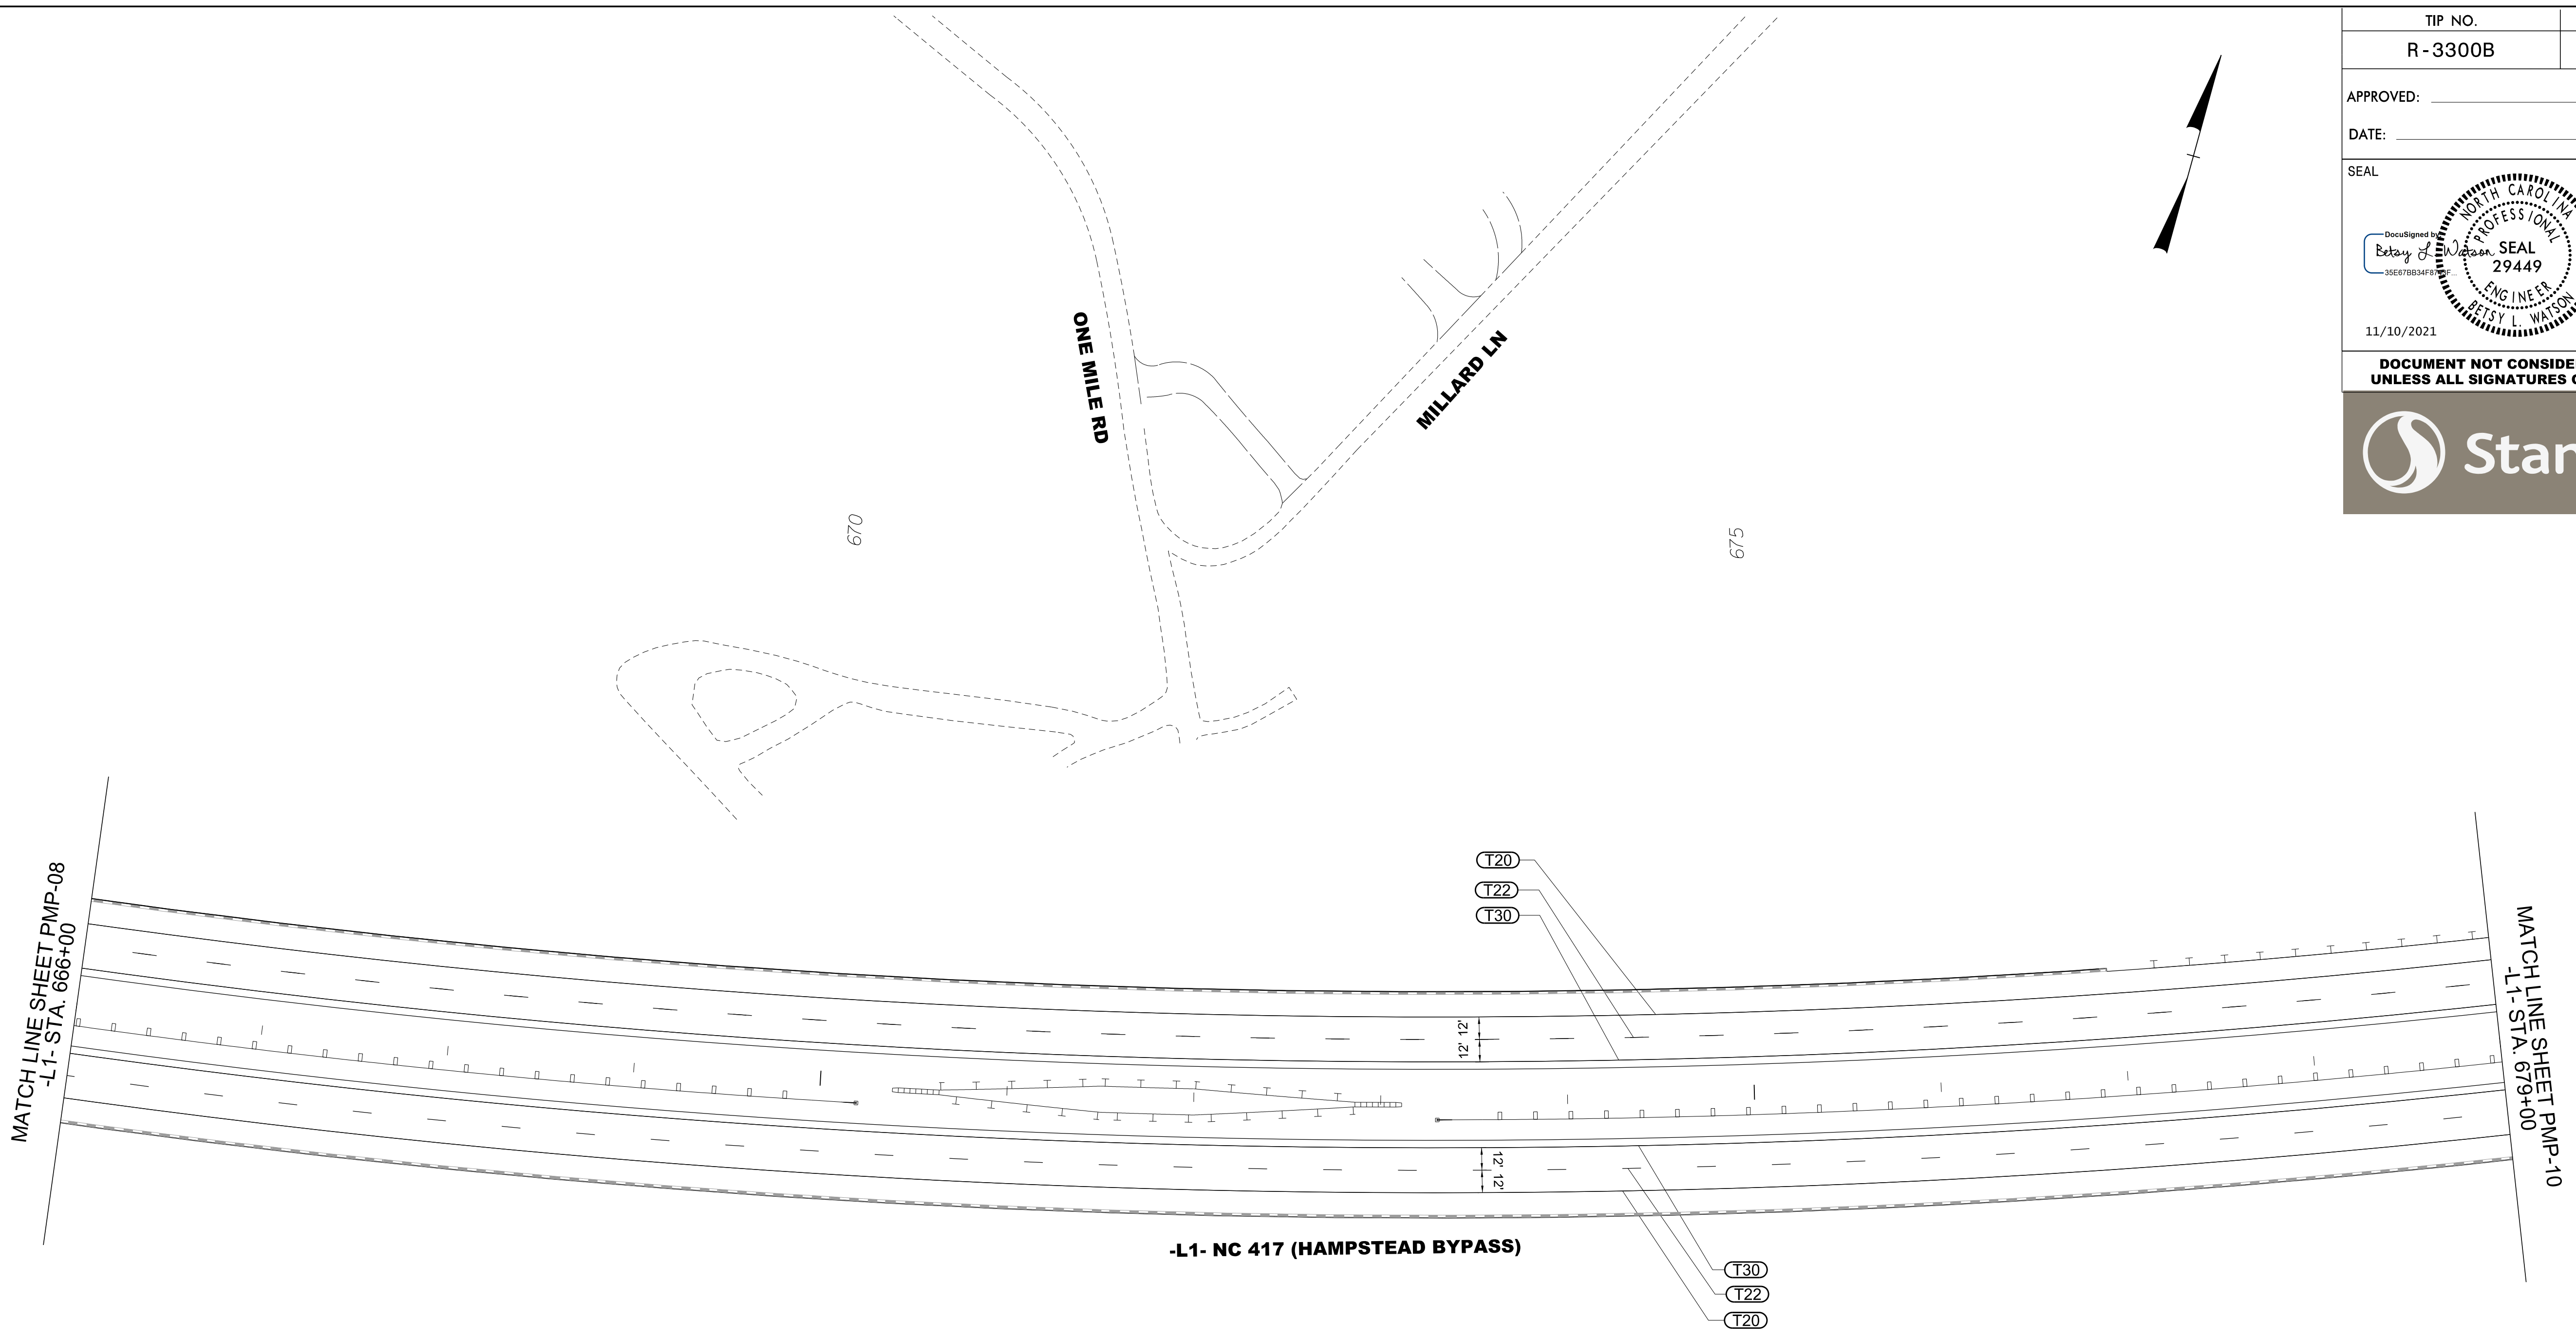 TIP NO.
R-3300B
APPROVED:
DATE:
SEAL
NORTH CAROLINA
PROFESSIONAL
SEAL
29449
ENGINEER
BETSY L. WATSON
DocuSigned by
Betsy L. Watson
11/10/2021
DOCUMENT NOT CONSIDE
UNLESS ALL SIGNATURES
Stan
ONE MILE RD
MILLARD LN
670
675
MATCH LINE SHEET PMP-08
-L1- STA. 666+00
T20
T22
T30
12' 12'
12' 12'
MATCH LINE SHEET PMP-10
-L1- STA. 679+00
-L1- NC 417 (HAMPSTEAD BYPASS)
T30
T22
T20